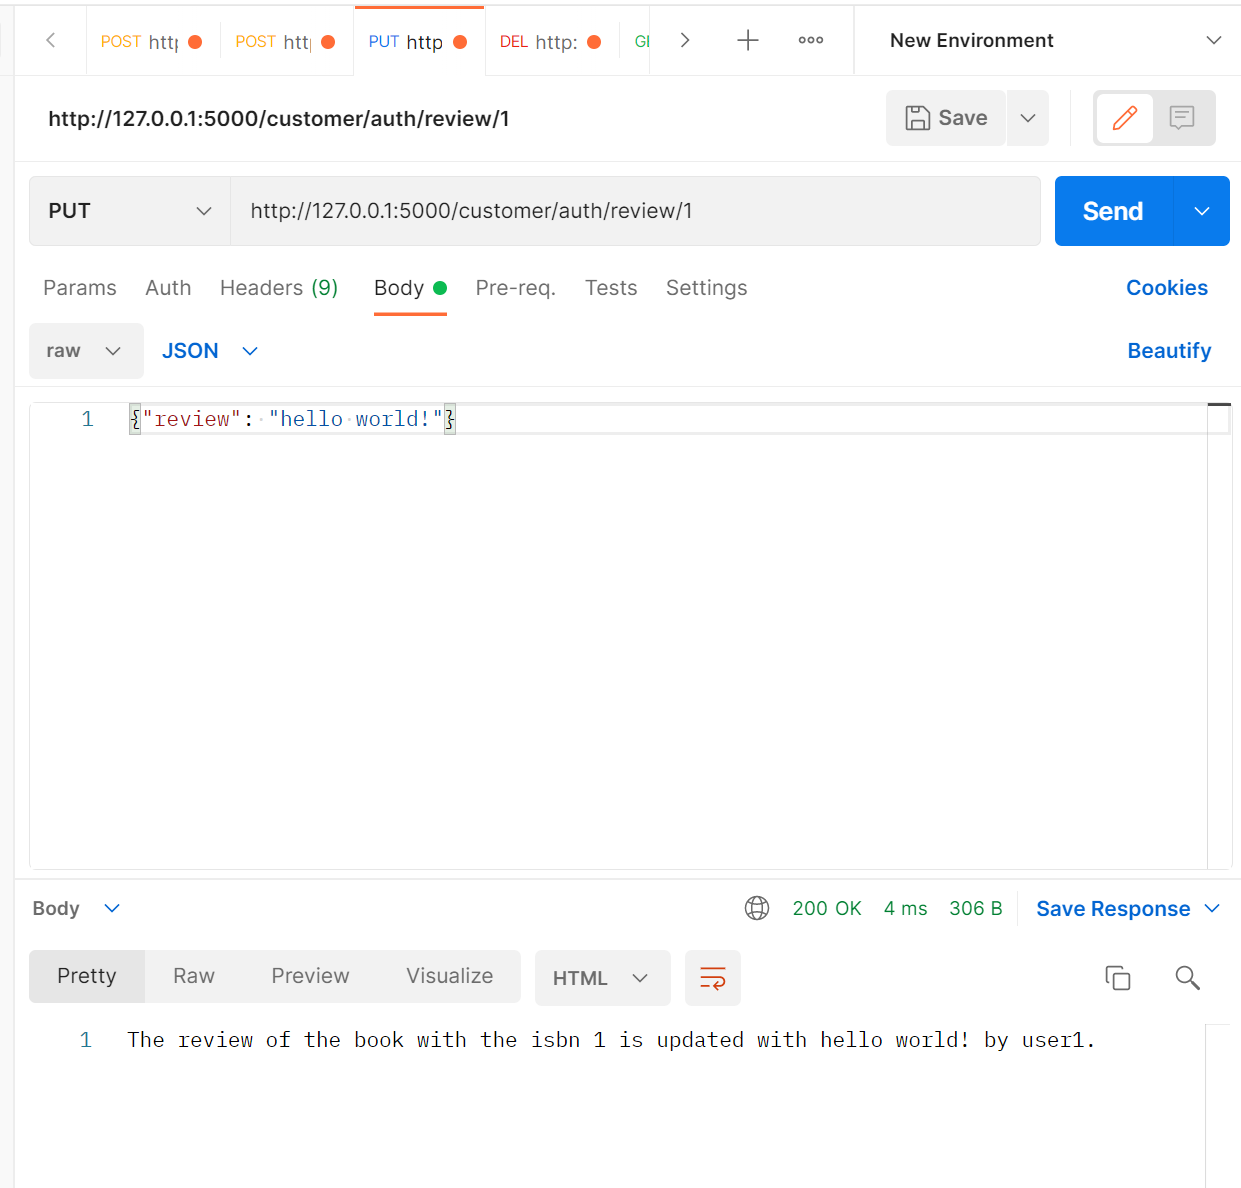 POST http POST http PUT http DEL http: GE New Environment
http://127.0.0.1:5000/customer/auth/review/1 Save
PUT http://127.0.0.1:5000/customer/auth/review/1 Send
Params Auth Headers (9) Body Pre-req. Tests Settings Cookies
raw JSON Beautify
1 {"review": "hello world!"}
Body 200 OK 4 ms 306 B Save Response
Pretty Raw Preview Visualize HTML
1 The review of the book with the isbn 1 is updated with hello world! by user1.